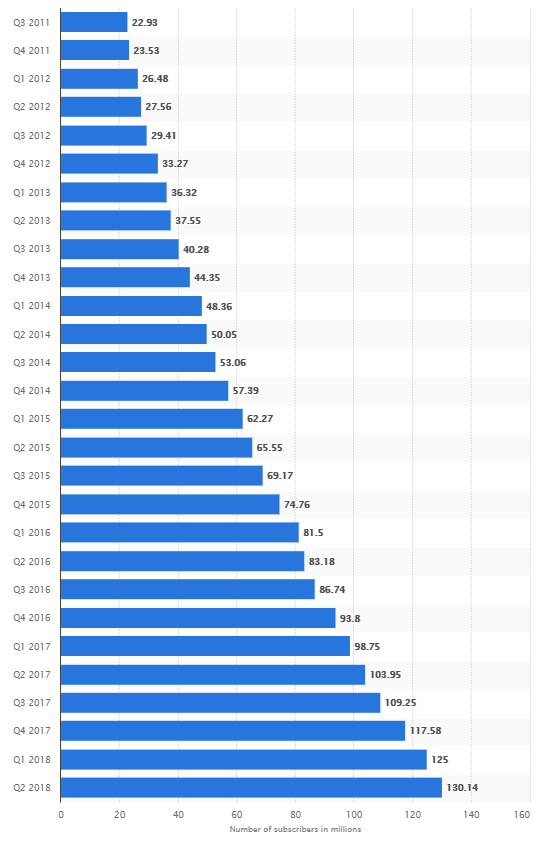 Q3 2011 22.93
Q4 2011 23.53
Q1 2012 26.48
Q2 2012 27.56
Q3 2012 29.41
Q4 2012 33.27
Q1 2013 36.32
Q2 2013 37.55
Q3 2013 40.28
Q4 2013 44.35
Q1 2014 48.36
Q2 2014 50.05
Q3 2014 53.06
Q4 2014 57.39
Q1 2015 62.27
Q2 2015 65.55
Q3 2015 69.17
Q4 2015 74.76
Q1 2016 81.5
Q2 2016 83.18
Q3 2016 86.74
Q4 2016 93.8
Q1 2017 98.75
Q2 2017 103.95
Q3 2017 109.25
Q4 2017 117.58
Q1 2018 125
Q2 2018 130.14
0 20 40 60 80 100 120 140 160
Number of subscribers in millions